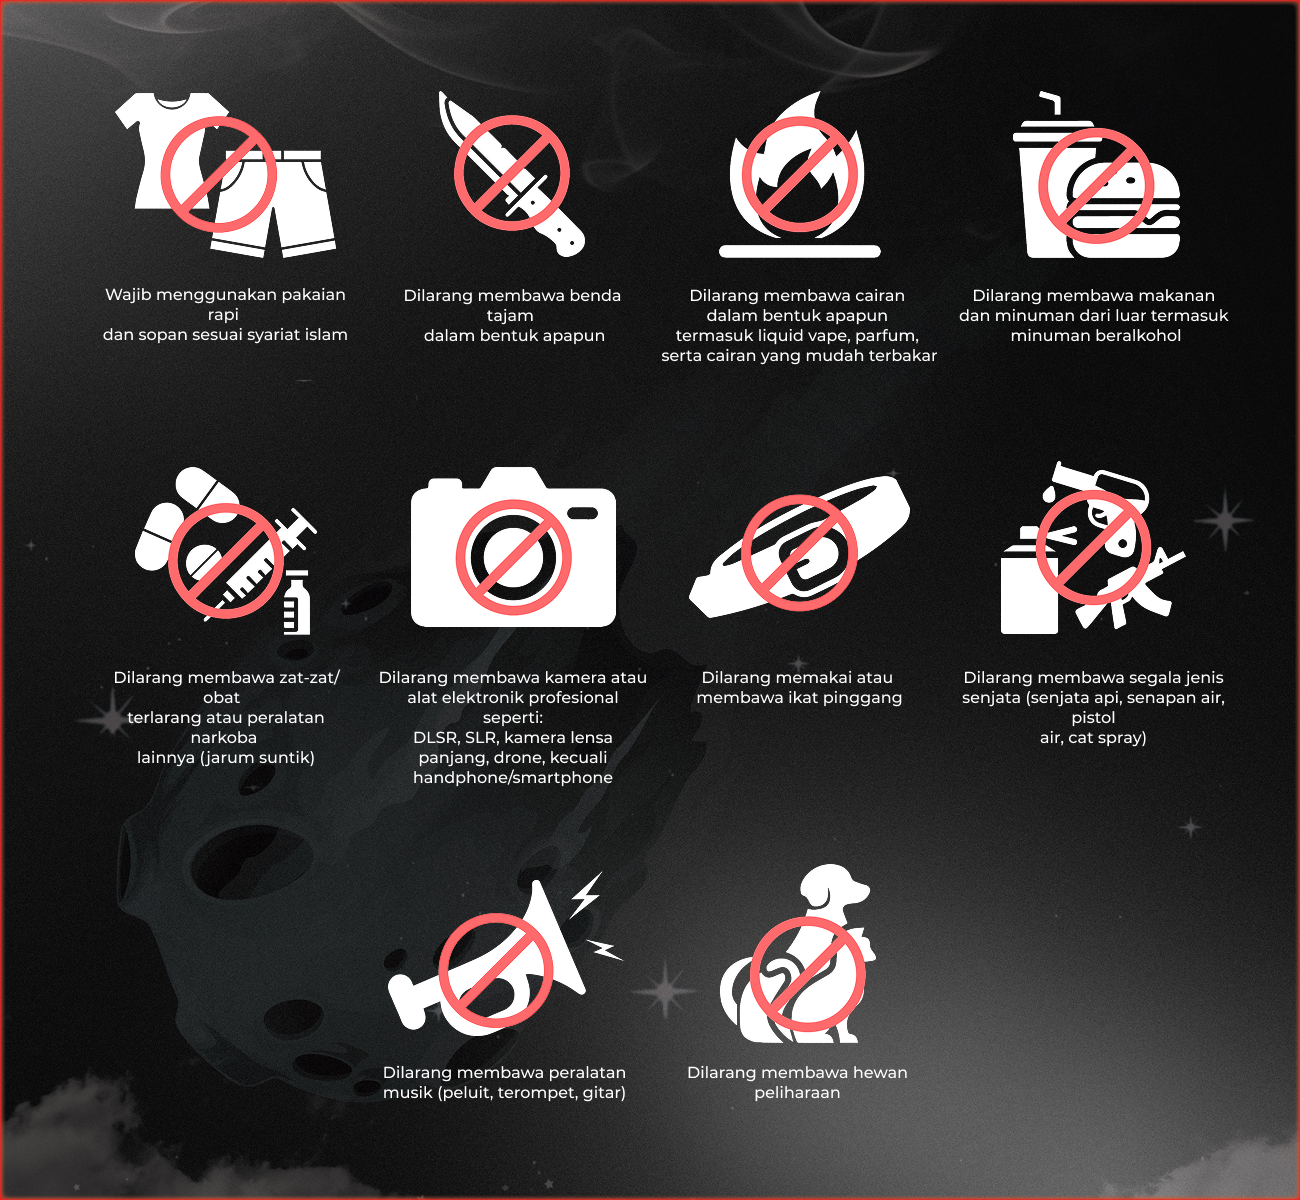 Wajib menggunakan pakaian
rapi
dan sopan sesuai syariat islam
Dilarang membawa benda
tajam
dalam bentuk apapun
Dilarang membawa cairan
dalam bentuk apapun
termasuk liquid vape, parfum,
serta cairan yang mudah terbakar
Dilarang membawa makanan
dan minuman dari luar termasuk
minuman beralkohol
Dilarang membawa zat-zat/
obat
terlarang atau peralatan
narkoba
lainnya (jarum suntik)
Dilarang membawa kamera atau
alat elektronik profesional
seperti:
DLSR, SLR, kamera lensa
panjang, drone, kecuali
handphone/smartphone
Dilarang memakai atau
membawa ikat pinggang
Dilarang membawa segala jenis
senjata (senjata api, senapan air,
pistol
air, cat spray)
Dilarang membawa peralatan
musik (peluit, terompet, gitar)
Dilarang membawa hewan
peliharaan